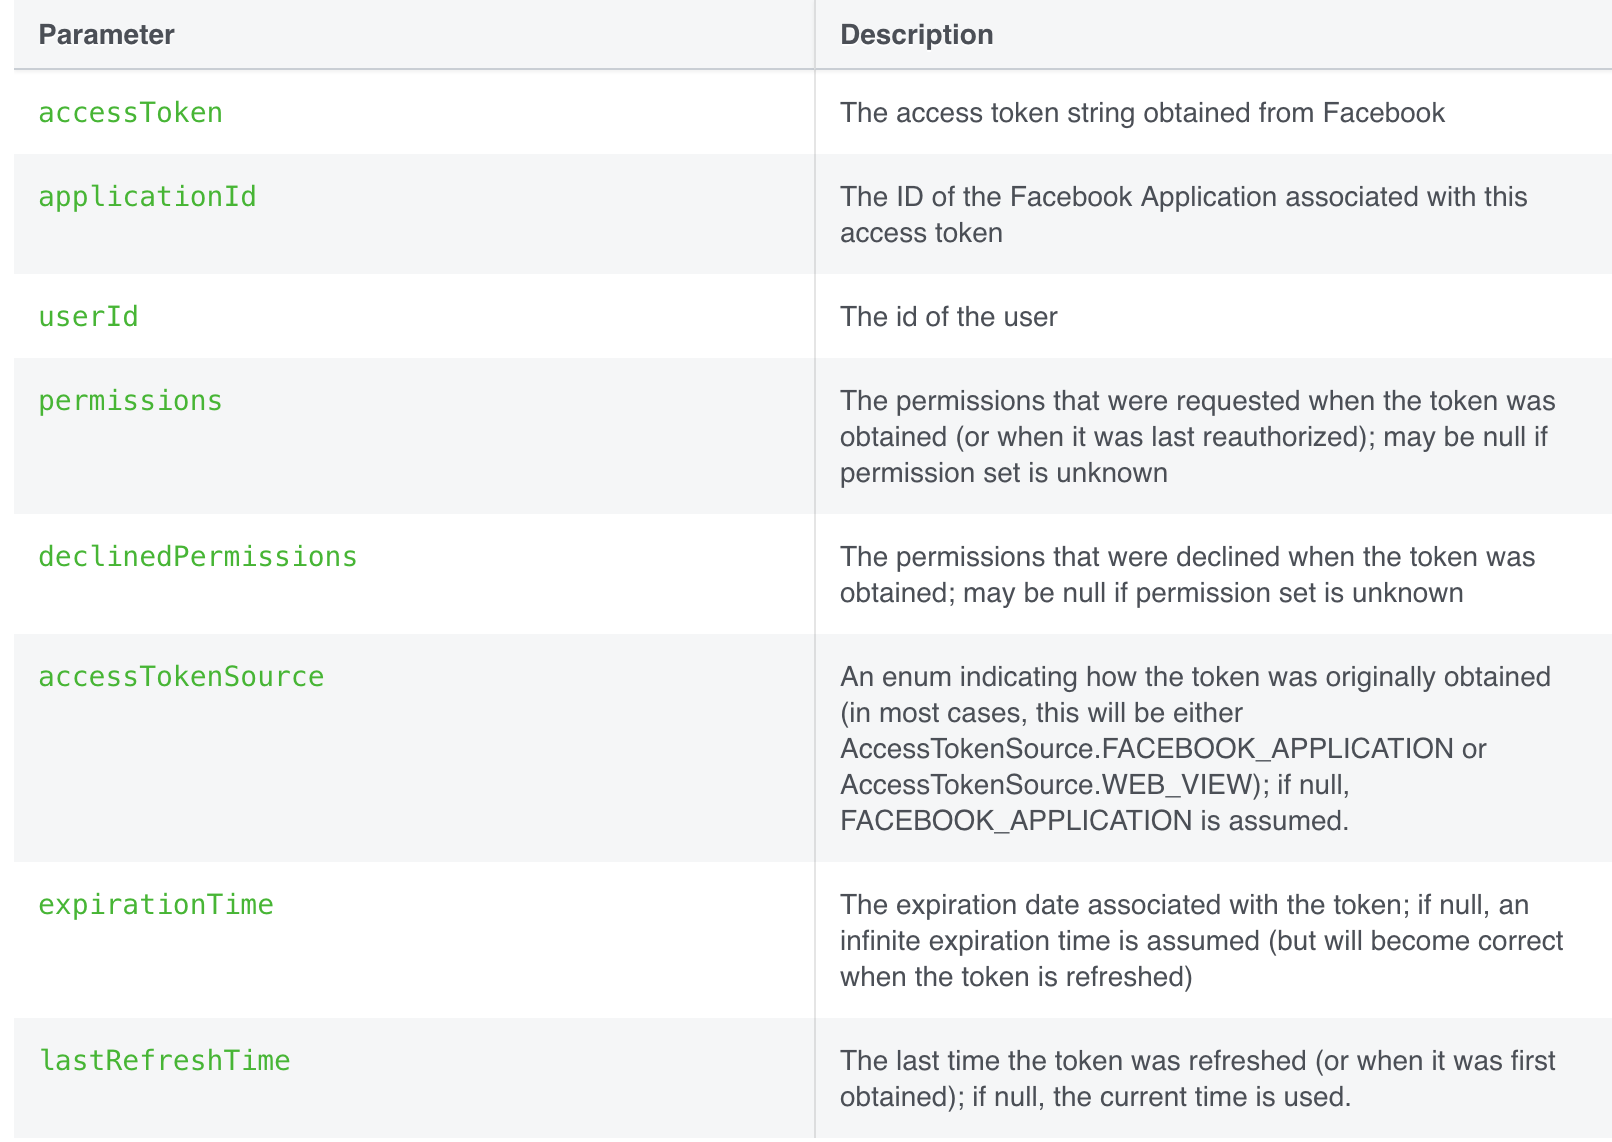 Parameter
Description
accessToken
The access token string obtained from Facebook
applicationId
The ID of the Facebook Application associated with this
access token
userId
The id of the user
permissions
The permissions that were requested when the token was
obtained (or when it was last reauthorized); may be null if
permission set is unknown
declinedPermissions
The permissions that were declined when the token was
obtained; may be null if permission set is unknown
accessTokenSource
An enum indicating how the token was originally obtained
(in most cases, this will be either
AccessTokenSource.FACEBOOK_APPLICATION or
AccessTokenSource.WEB_VIEW); if null,
FACEBOOK_APPLICATION is assumed.
expirationTime
The expiration date associated with the token; if null, an
infinite expiration time is assumed (but will become correct
when the token is refreshed)
lastRefreshTime
The last time the token was refreshed (or when it was first
obtained); if null, the current time is used.